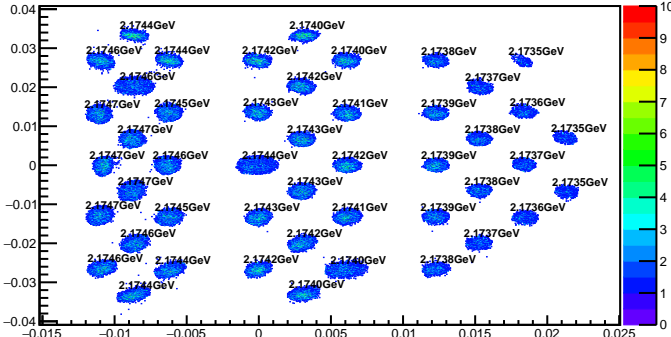 0.04
0.03
0.02
0.01
0
−0.01
−0.02
−0.03
−0.04
2.1744GeV 2.1740GeV
2.1746GeV 2.1744GeV 2.1742GeV 2.1740GeV 2.1738GeV 2.1735GeV
2.1746GeV 2.1742GeV 2.1737GeV
2.1747GeV 2.1745GeV 2.1743GeV 2.1741GeV 2.1739GeV 2.1736GeV
2.1747GeV 2.1743GeV 2.1738GeV 2.1735GeV
2.1747GeV 2.1746GeV 2.1744GeV 2.1742GeV 2.1739GeV 2.1737GeV
2.1747GeV 2.1743GeV 2.1738GeV 2.1735GeV
2.1747GeV 2.1745GeV 2.1743GeV 2.1741GeV 2.1739GeV 2.1736GeV
2.1746GeV 2.1742GeV 2.1737GeV
2.1746GeV 2.1744GeV 2.1742GeV 2.1740GeV 2.1738GeV
2.1744GeV 2.1740GeV
−0.015 −0.01 −0.005 0 0.005 0.01 0.015 0.02 0.025
10
9
8
7
6
5
4
3
2
1
0